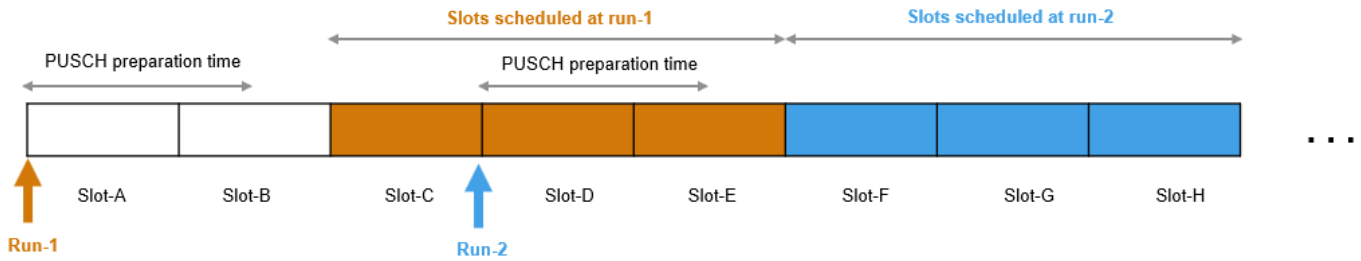 Slots scheduled at run-1
Slots scheduled at run-2
PUSCH preparation time
PUSCH preparation time
. . .
Slot-A
Slot-B
Slot-C
Slot-D
Slot-E
Slot-F
Slot-G
Slot-H
Run-1
Run-2